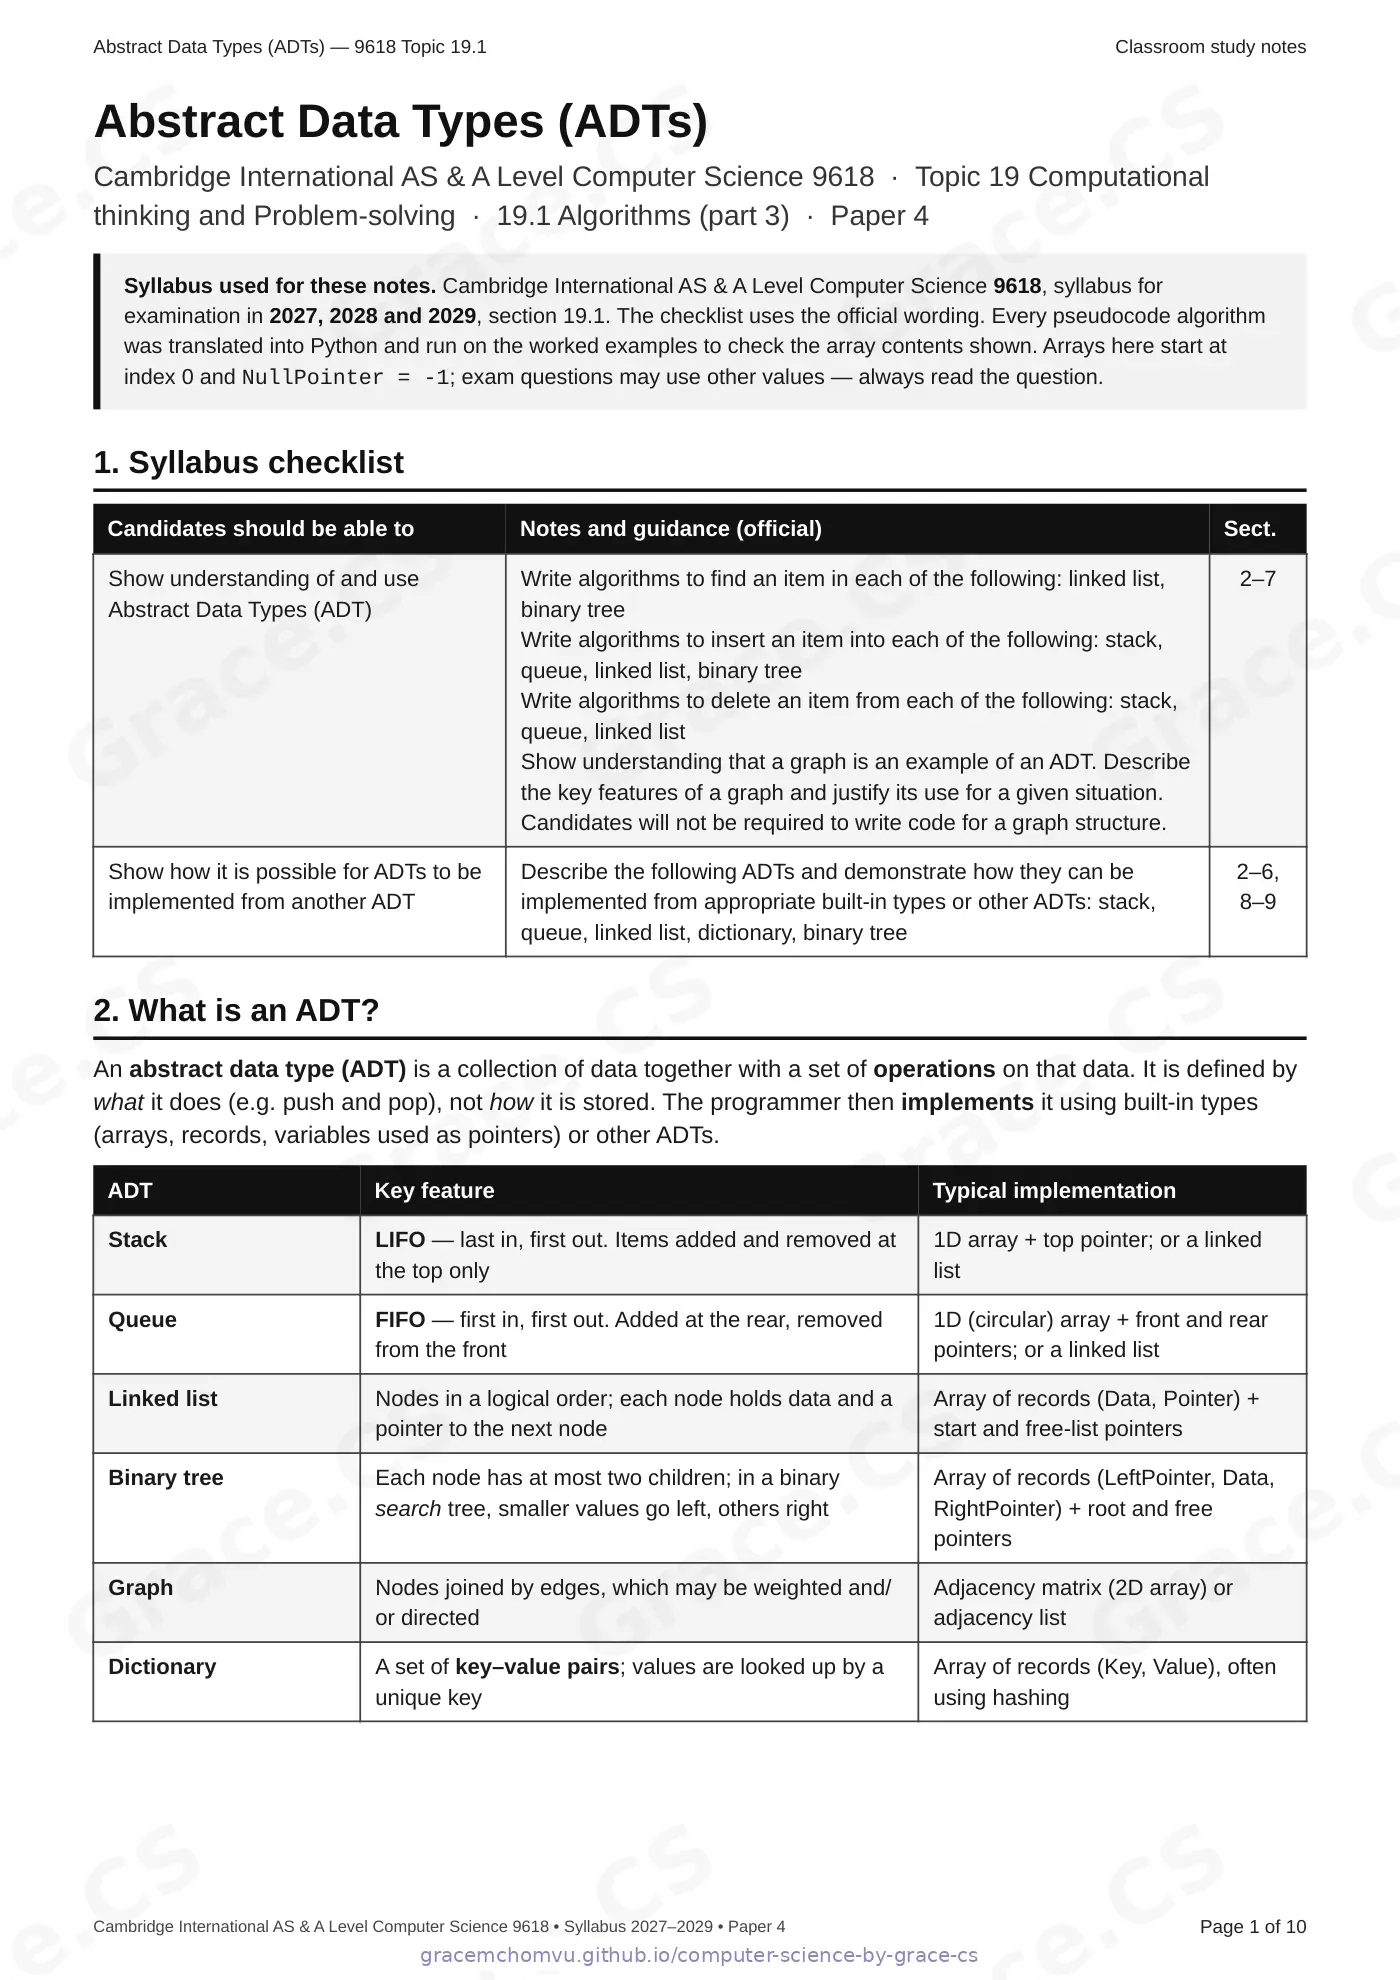 Abstract Data Types (ADTs) — 9618 Topic 19.1
Classroom study notes
Abstract Data Types (ADTs)
Cambridge International AS & A Level Computer Science 9618 · Topic 19 Computational
thinking and Problem-solving · 19.1 Algorithms (part 3) · Paper 4
Syllabus used for these notes. Cambridge International AS & A Level Computer Science 9618, syllabus for
examination in 2027, 2028 and 2029, section 19.1. The checklist uses the official wording. Every pseudocode algorithm
was translated into Python and run on the worked examples to check the array contents shown. Arrays here start at
index 0 and NullPointer = -1; exam questions may use other values — always read the question.
1. Syllabus checklist
Candidates should be able to
Notes and guidance (official)
Sect.
Show understanding of and use
Abstract Data Types (ADT)
Write algorithms to find an item in each of the following: linked list,
binary tree
Write algorithms to insert an item into each of the following: stack,
queue, linked list, binary tree
Write algorithms to delete an item from each of the following: stack,
queue, linked list
Show understanding that a graph is an example of an ADT. Describe
the key features of a graph and justify its use for a given situation.
Candidates will not be required to write code for a graph structure.
2–7
Show how it is possible for ADTs to be
implemented from another ADT
Describe the following ADTs and demonstrate how they can be
implemented from appropriate built-in types or other ADTs: stack,
queue, linked list, dictionary, binary tree
2–6,
8–9
2. What is an ADT?
An abstract data type (ADT) is a collection of data together with a set of operations on that data. It is defined by
what it does (e.g. push and pop), not how it is stored. The programmer then implements it using built-in types
(arrays, records, variables used as pointers) or other ADTs.
ADT
Key feature
Typical implementation
Stack
LIFO — last in, first out. Items added and removed at
the top only
1D array + top pointer; or a linked
list
Queue
FIFO — first in, first out. Added at the rear, removed
from the front
1D (circular) array + front and rear
pointers; or a linked list
Linked list
Nodes in a logical order; each node holds data and a
pointer to the next node
Array of records (Data, Pointer) +
start and free-list pointers
Binary tree
Each node has at most two children; in a binary
search tree, smaller values go left, others right
Array of records (LeftPointer, Data,
RightPointer) + root and free
pointers
Graph
Nodes joined by edges, which may be weighted and/
or directed
Adjacency matrix (2D array) or
adjacency list
Dictionary
A set of key–value pairs; values are looked up by a
unique key
Array of records (Key, Value), often
using hashing
Cambridge International AS & A Level Computer Science 9618 • Syllabus 2027–2029 • Paper 4
Page 1 of 10
gracemchomvu.github.io/computer-science-by-grace-cs
Grace.CS